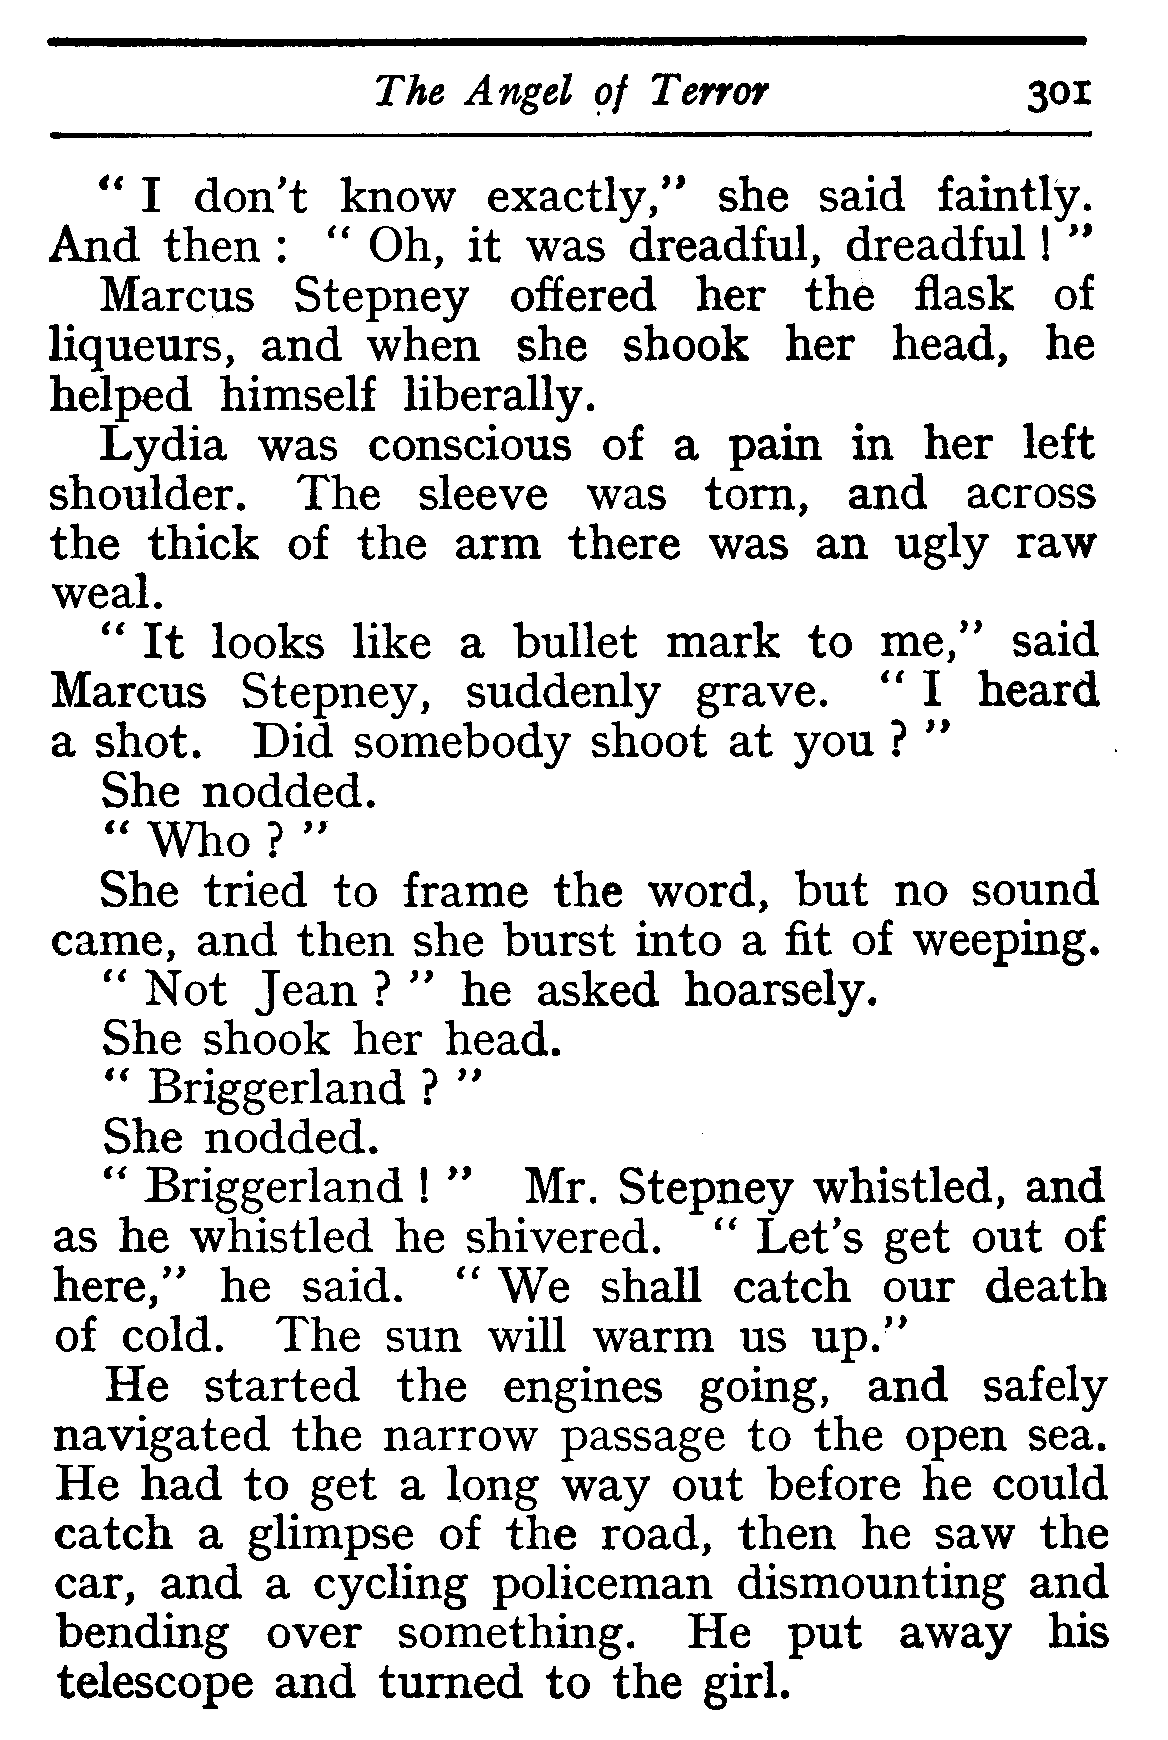 The Angel of Terror 301
“ I don’t know exactly,” she said faintly.
And then : “ Oh, it was dreadful, dreadful ! ”
Marcus Stepney offered her the flask of
liqueurs, and when she shook her head, he
helped himself liberally.
Lydia was conscious of a pain in her left
shoulder. The sleeve was torn, and across
the thick of the arm there was an ugly raw
weal.
“ It looks like a bullet mark to me,” said
Marcus Stepney, suddenly grave. “ I heard
a shot. Did somebody shoot at you ? ”
She nodded.
“ Who ? ”
She tried to frame the word, but no sound
came, and then she burst into a fit of weeping.
“ Not Jean ? ” he asked hoarsely.
She shook her head.
“ Briggerland ? ”
She nodded.
“ Briggerland ! ” Mr. Stepney whistled, and
as he whistled he shivered. “ Let’s get out of
here,” he said. “ We shall catch our death
of cold. The sun will warm us up.”
He started the engines going, and safely
navigated the narrow passage to the open sea.
He had to get a long way out before he could
catch a glimpse of the road, then he saw the
car, and a cycling policeman dismounting and
bending over something. He put away his
telescope and turned to the girl.